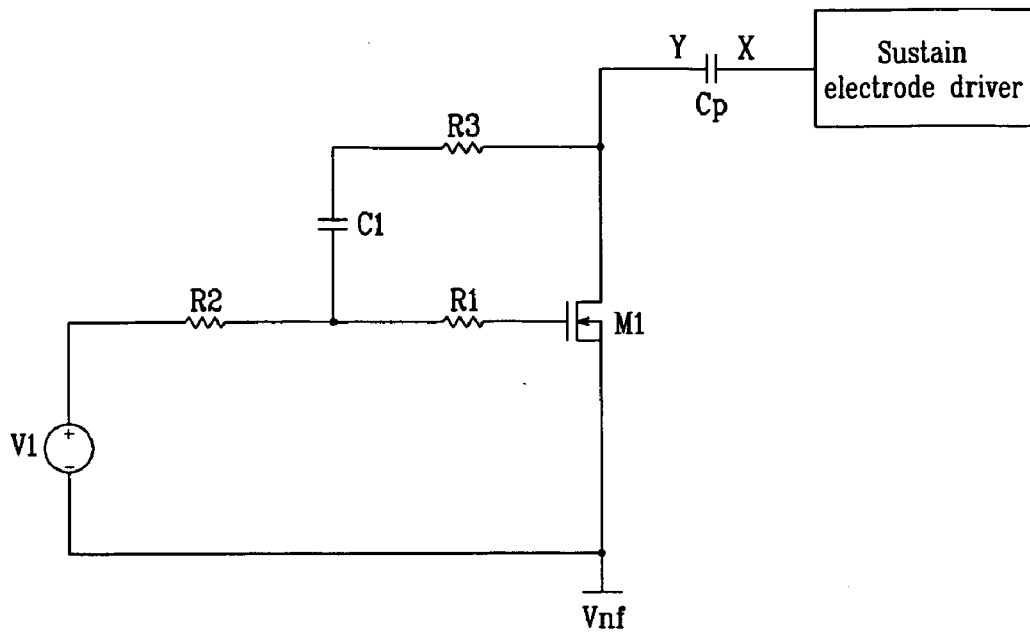 Y
X
Sustain
electrode driver
Cp
R3
C1
R2
R1
M1
V1
+
-
Vnf